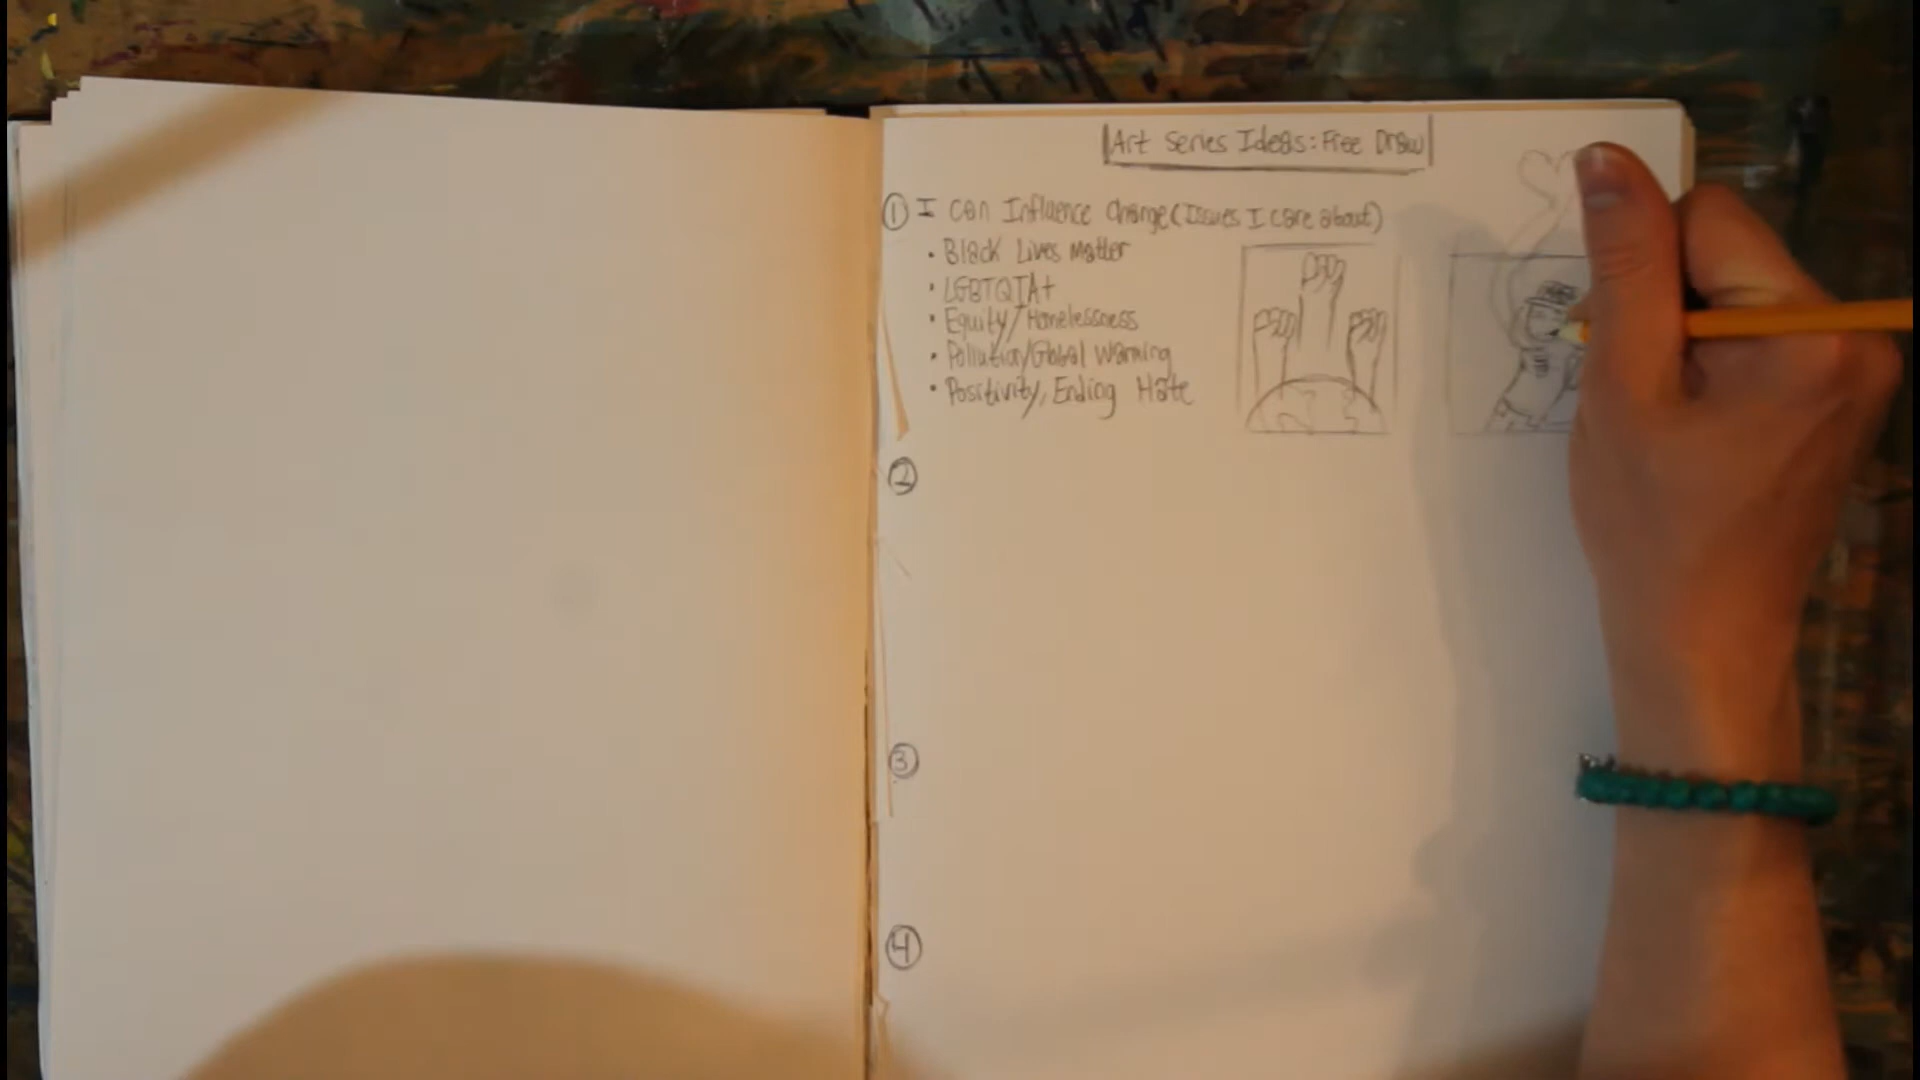 Art Series Ideas: Free Draw
① I can Influence Change (Issues I care about)
• Black Lives Matter
• LGBTQIA+
• Equity/Homelessness
• Pollution/Global Warming
• Positivity, Ending Hate
②
③
④